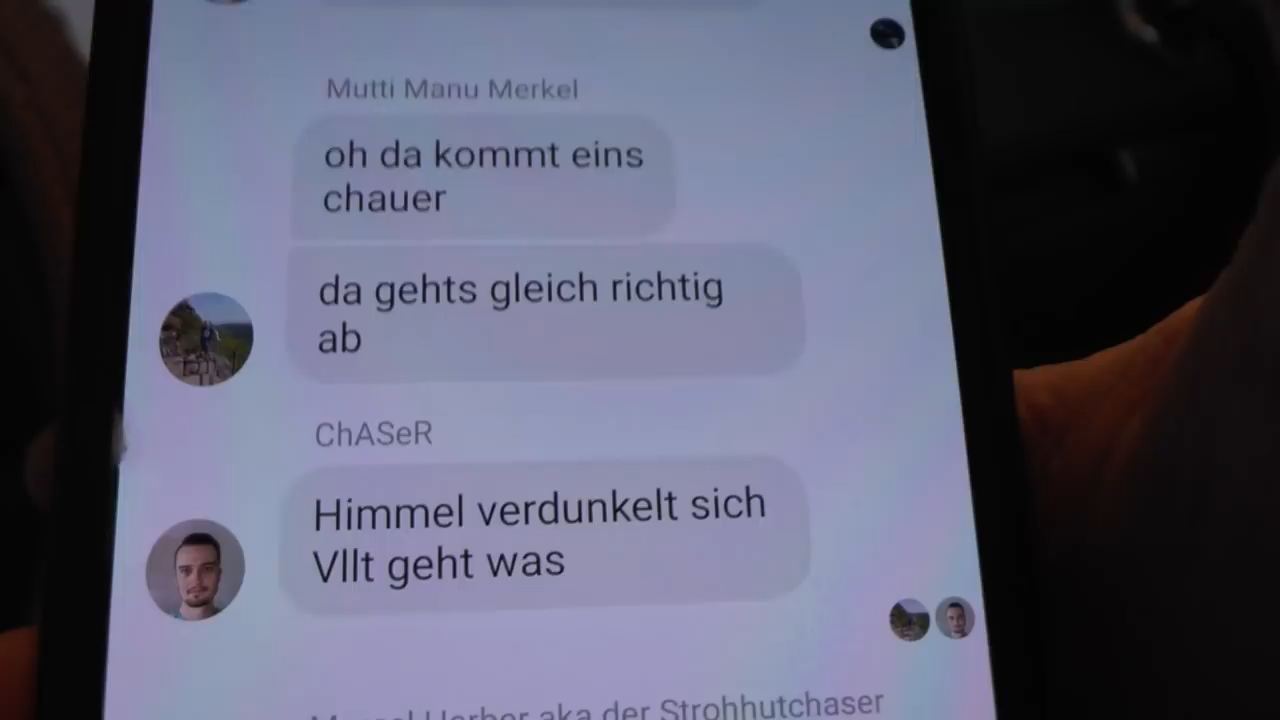 Mutti Manu Merkel
oh da kommt eins
chauer
da gehts gleich richtig
ab
ChASeR
Himmel verdunkelt sich
Vllt geht was
aka der Strohhutchaser